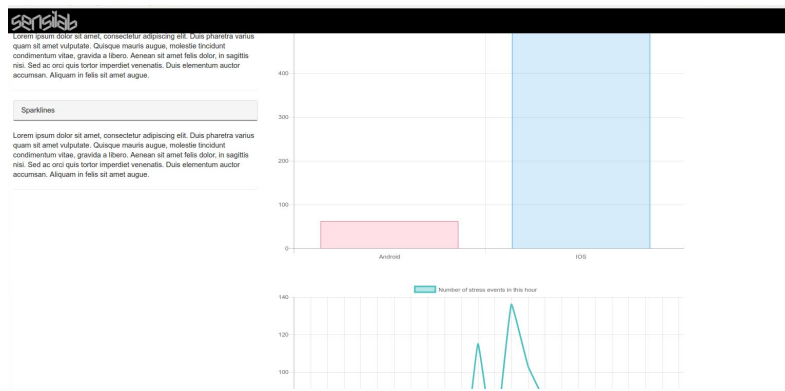 sensilab
Lorem ipsum dolor sit amet, consectetur adipiscing elit. Duis pharetra varius
quam sit amet vulputate. Quisque mauris augue, molestie tincidunt
condimentum vitae, gravida a libero. Aenean sit amet felis dolor, in sagittis
nisi. Sed ac orci quis tortor imperdiet venenatis. Duis elementum auctor
accumsan. Aliquam in felis sit amet augue.
Sparklines
Lorem ipsum dolor sit amet, consectetur adipiscing elit. Duis pharetra varius
quam sit amet vulputate. Quisque mauris augue, molestie tincidunt
condimentum vitae, gravida a libero. Aenean sit amet felis dolor, in sagittis
nisi. Sed ac orci quis tortor imperdiet venenatis. Duis elementum auctor
accumsan. Aliquam in felis sit amet augue.
400
300
200
100
0
Android IOS
Number of stress events in this hour
140
120
100